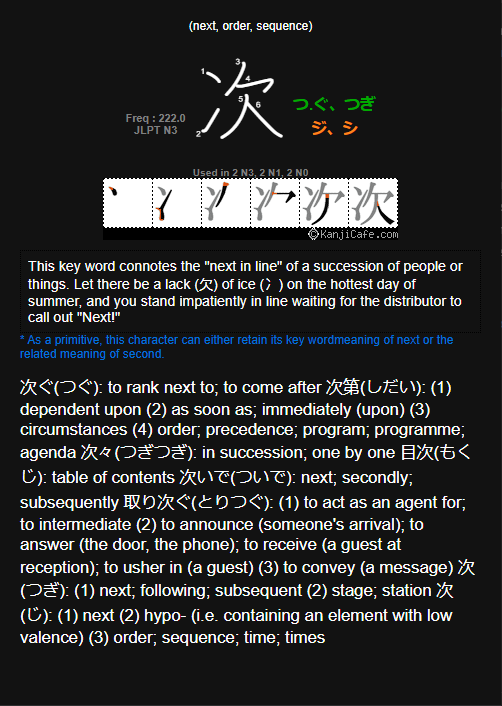 (next, order, sequence)
1
2
3
4
5
6
次
つ.ぐ、つぎ
ジ、シ
Freq : 222.0
JLPT N3
Used in 2 N3, 2 N1, 2 N0
次
©KanjiCafe.com
This key word connotes the "next in line" of a succession of people or
things. Let there be a lack (欠) of ice (冫) on the hottest day of
summer, and you stand impatiently in line waiting for the distributor to
call out "Next!"
* As a primitive, this character can either retain its key wordmeaning of next or the
related meaning of second.
次ぐ(つぐ): to rank next to; to come after 次第(しだい): (1)
dependent upon (2) as soon as; immediately (upon) (3)
circumstances (4) order; precedence; program; programme;
agenda 次々(つぎつぎ): in succession; one by one 目次(もく
じ): table of contents 次いで(ついで): next; secondly;
subsequently 取り次ぐ(とりつぐ): (1) to act as an agent for;
to intermediate (2) to announce (someone's arrival); to
answer (the door, the phone); to receive (a guest at
reception); to usher in (a guest) (3) to convey (a message) 次
(つぎ): (1) next; following; subsequent (2) stage; station 次
(じ): (1) next (2) hypo- (i.e. containing an element with low
valence) (3) order; sequence; time; times